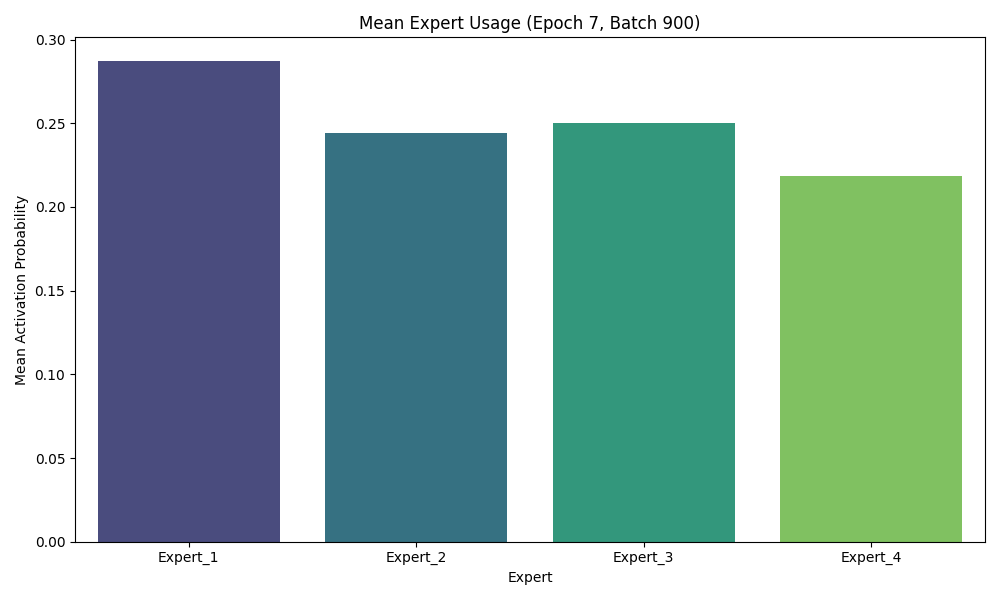 Mean Expert Usage (Epoch 7, Batch 900)
Mean Activation Probability
0.30
0.25
0.20
0.15
0.10
0.05
0.00
Expert_1 Expert_2 Expert_3 Expert_4
Expert